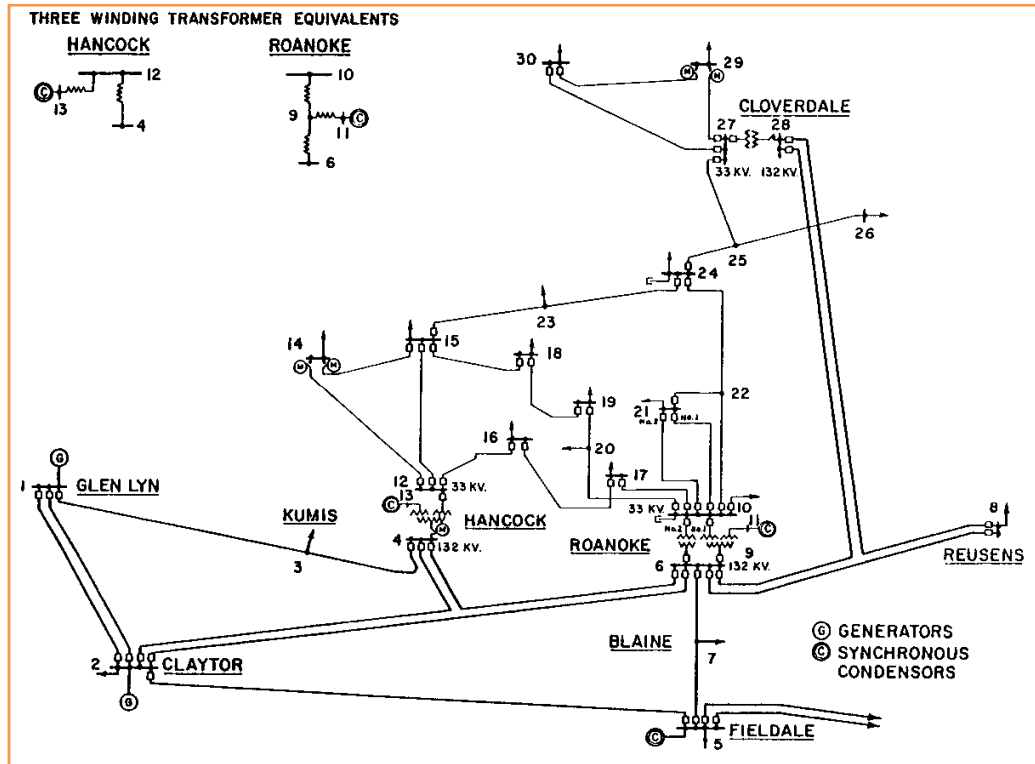 THREE WINDING TRANSFORMER EQUIVALENTS
HANCOCK
ROANOKE
12
C
13
4
10
9
11
C
6
30
29
M
M
CLOVERDALE
27
28
33 KV.
132 KV.
26
25
24
23
14
M
M
15
18
22
19
21
No.2
No.1
16
20
17
1
G
GLEN LYN
12
33 KV.
13
C
HANCOCK
M
KUMIS
3
4
132 KV.
33 KV.
10
No.2
No.1
11
C
ROANOKE
9
6
132 KV.
8
REUSENS
BLAINE
7
G GENERATORS
C SYNCHRONOUS
CONDENSORS
2
CLAYTOR
G
C
5
FIELDALE